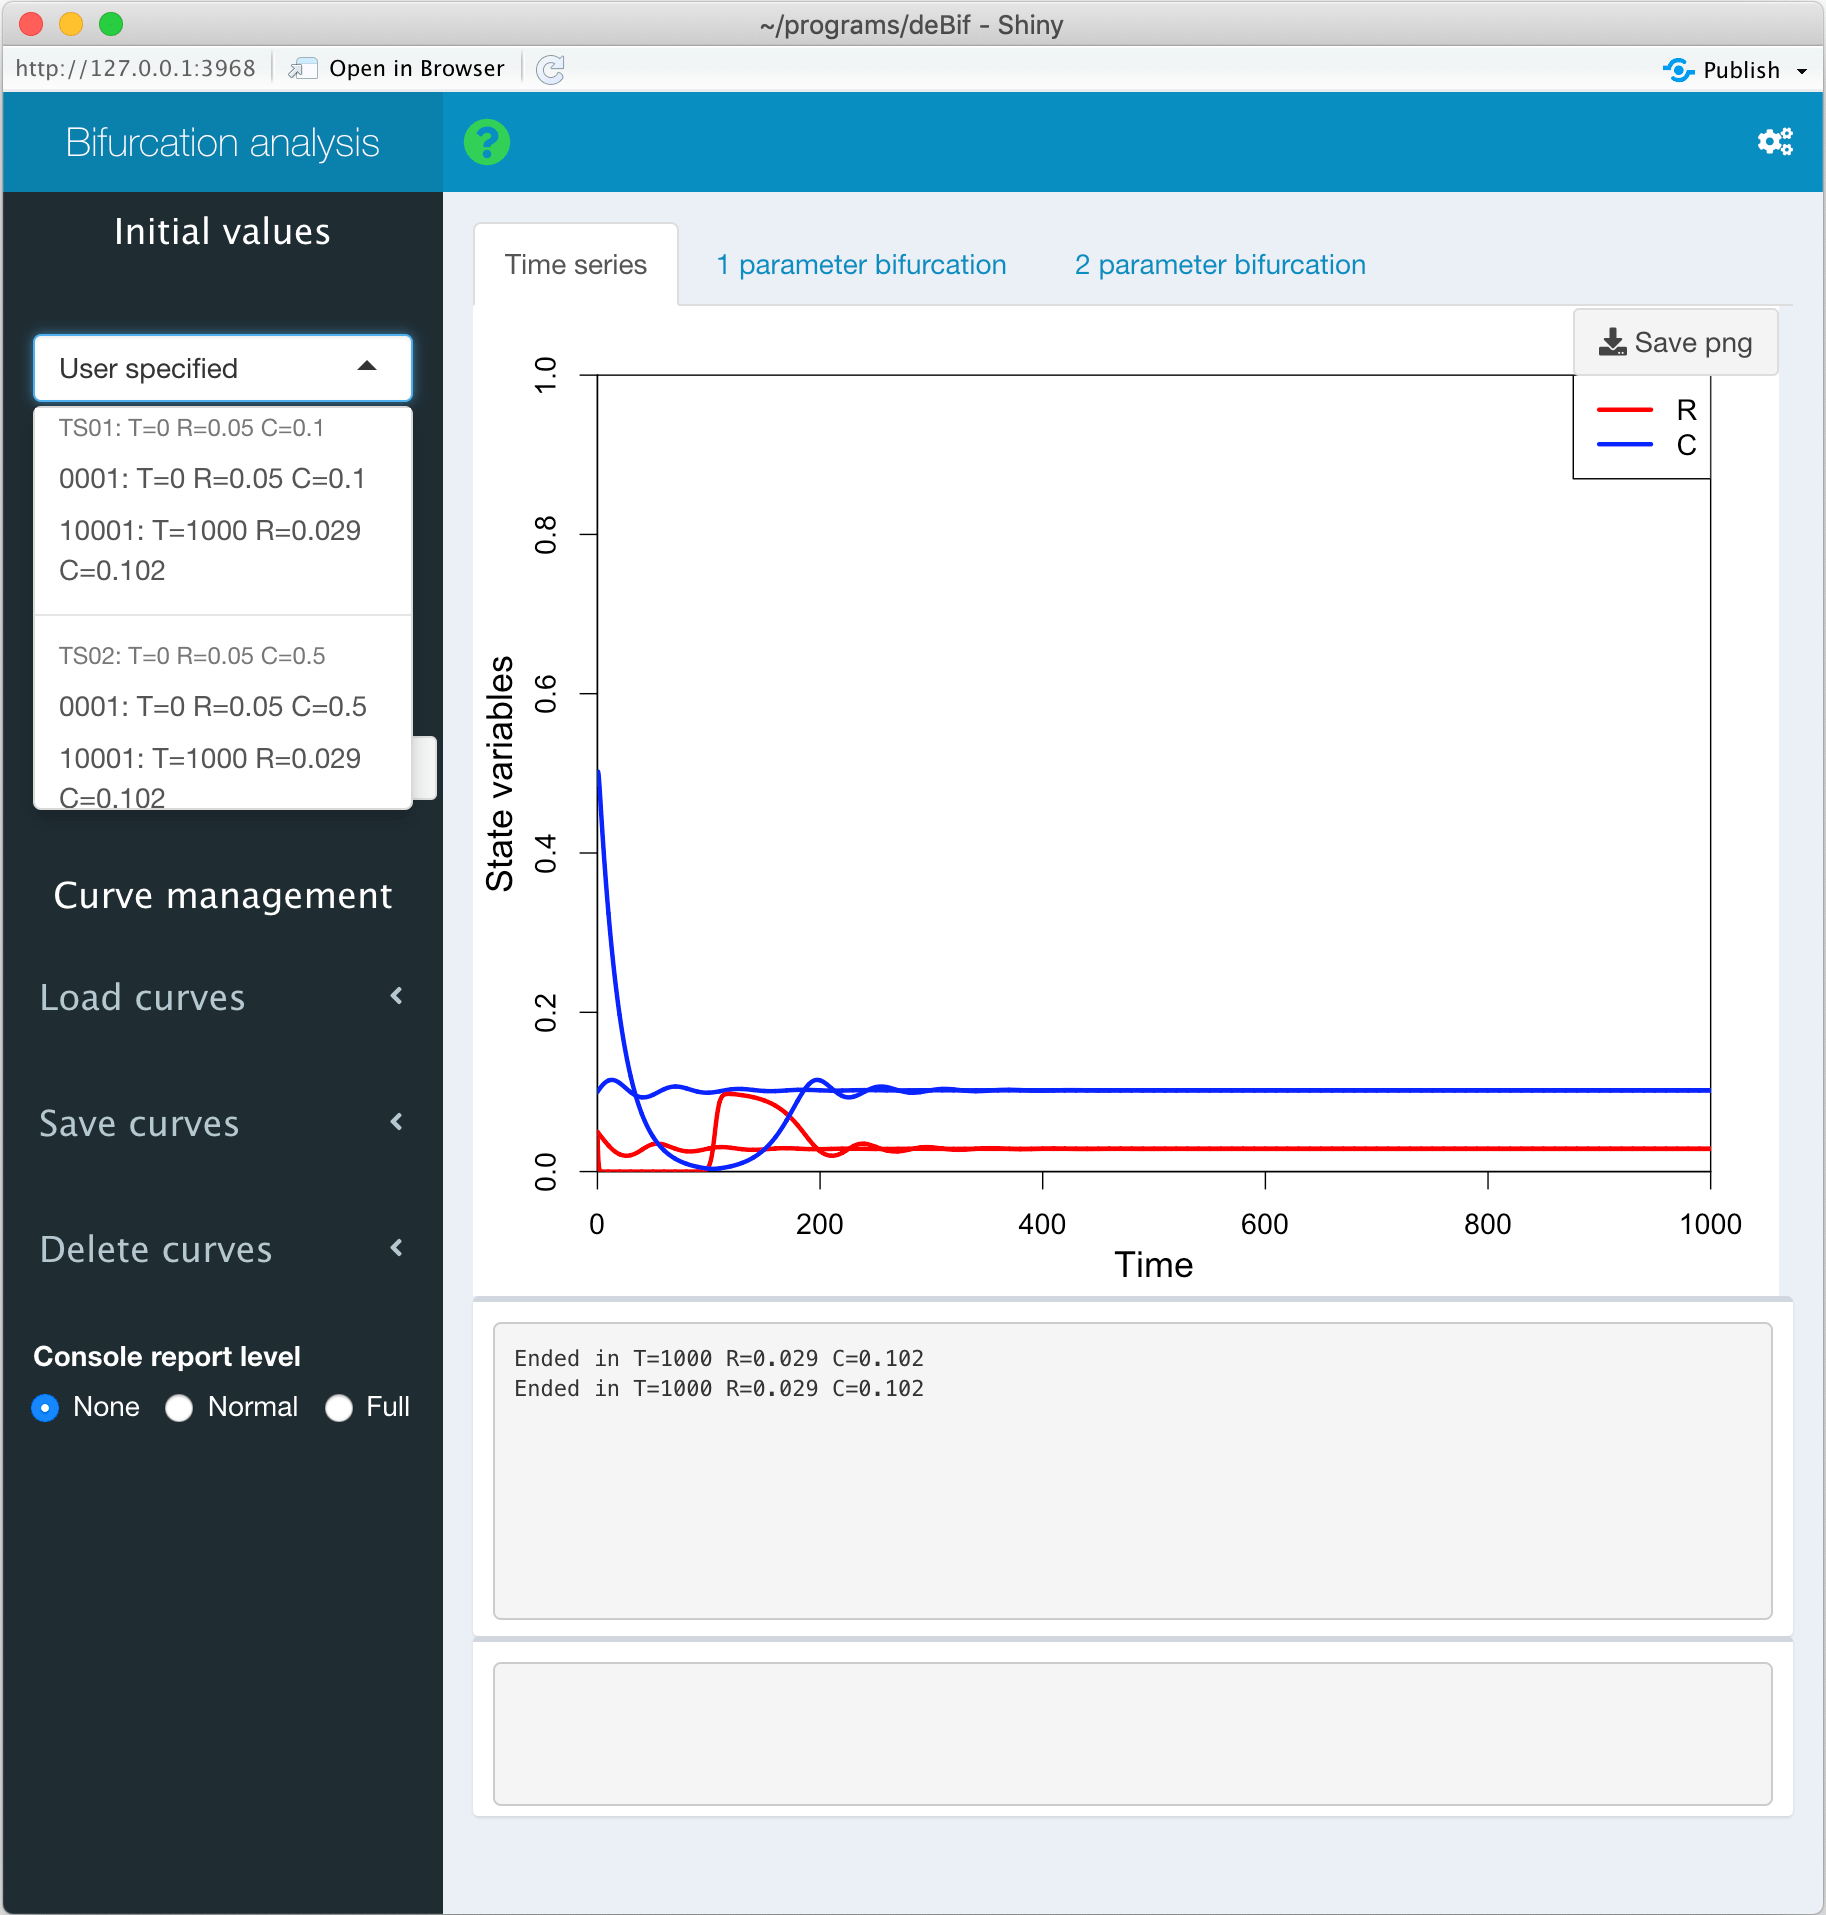 ~/programs/deBif - Shiny
http://127.0.0.1:3968
Open in Browser
Publish
Bifurcation analysis
?
Initial values
User specified
TS01: T=0 R=0.05 C=0.1
0001: T=0 R=0.05 C=0.1
10001: T=1000 R=0.029
C=0.102
TS02: T=0 R=0.05 C=0.5
0001: T=0 R=0.05 C=0.5
10001: T=1000 R=0.029
C=0.102
Curve management
Load curves
Save curves
Delete curves
Console report level
None Normal Full
Time series
1 parameter bifurcation
2 parameter bifurcation
Save png
R
C
State variables
1.0
0.8
0.6
0.4
0.2
0.0
0 200 400 600 800 1000
Time
Ended in T=1000 R=0.029 C=0.102
Ended in T=1000 R=0.029 C=0.102